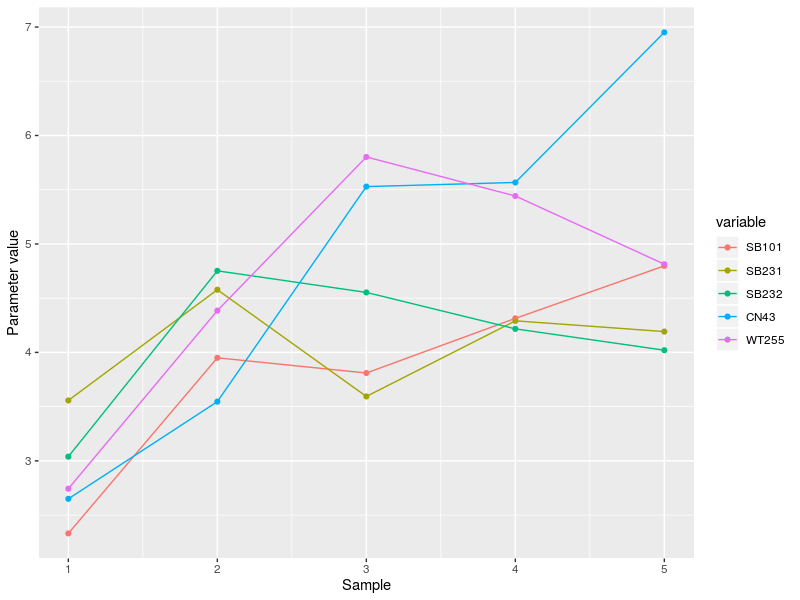 Parameter value
7
6
5
4
3
1 2 3 4 5
Sample
variable
SB101
SB231
SB232
CN43
WT255